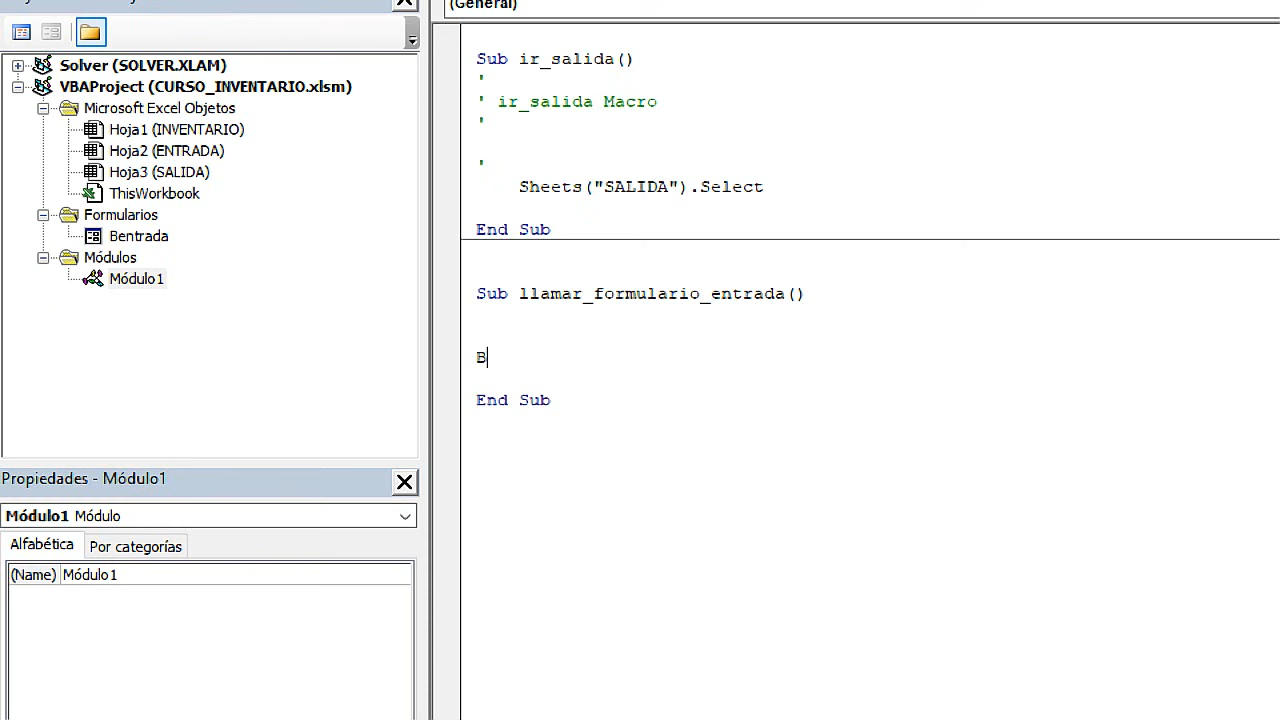 (General)
Solver (SOLVER.XLAM)
VBAProject (CURSO_INVENTARIO.xlsm)
Microsoft Excel Objetos
Hoja1 (INVENTARIO)
Hoja2 (ENTRADA)
Hoja3 (SALIDA)
ThisWorkbook
Formularios
Bentrada
Módulos
Módulo1
Propiedades - Módulo1
Módulo1 Módulo
Alfabética
Por categorías
(Name) Módulo1
Sub ir_salida()
'
' ir_salida Macro
'
'
Sheets("SALIDA").Select
End Sub
Sub llamar_formulario_entrada()
B
End Sub